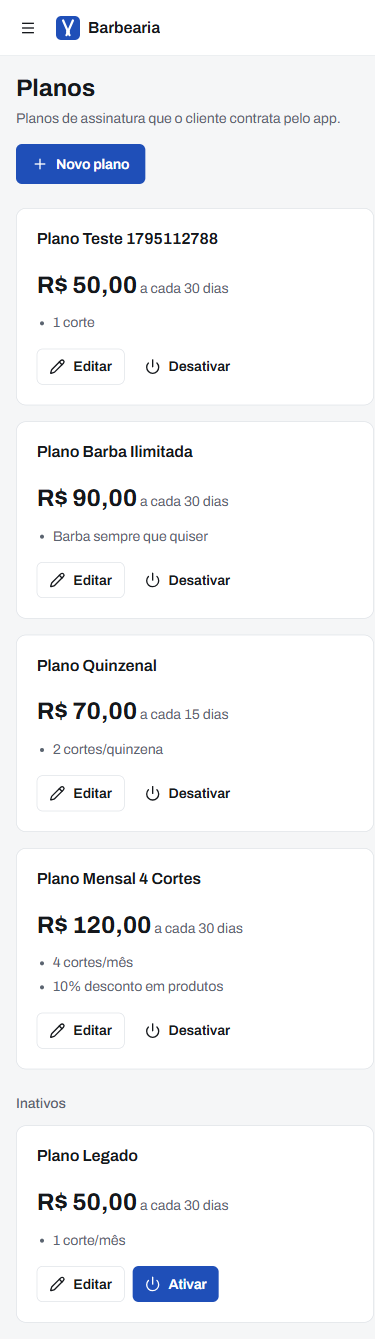 Barbearia
Planos
Planos de assinatura que o cliente contrata pelo app.
Novo plano
Plano Teste 1795112788
R$ 50,00 a cada 30 dias
• 1 corte
Editar Desativar
Plano Barba Ilimitada
R$ 90,00 a cada 30 dias
• Barba sempre que quiser
Editar Desativar
Plano Quinzenal
R$ 70,00 a cada 15 dias
• 2 cortes/quinzena
Editar Desativar
Plano Mensal 4 Cortes
R$ 120,00 a cada 30 dias
• 4 cortes/mês
• 10% desconto em produtos
Editar Desativar
Inativos
Plano Legado
R$ 50,00 a cada 30 dias
• 1 corte/mês
Editar Ativar